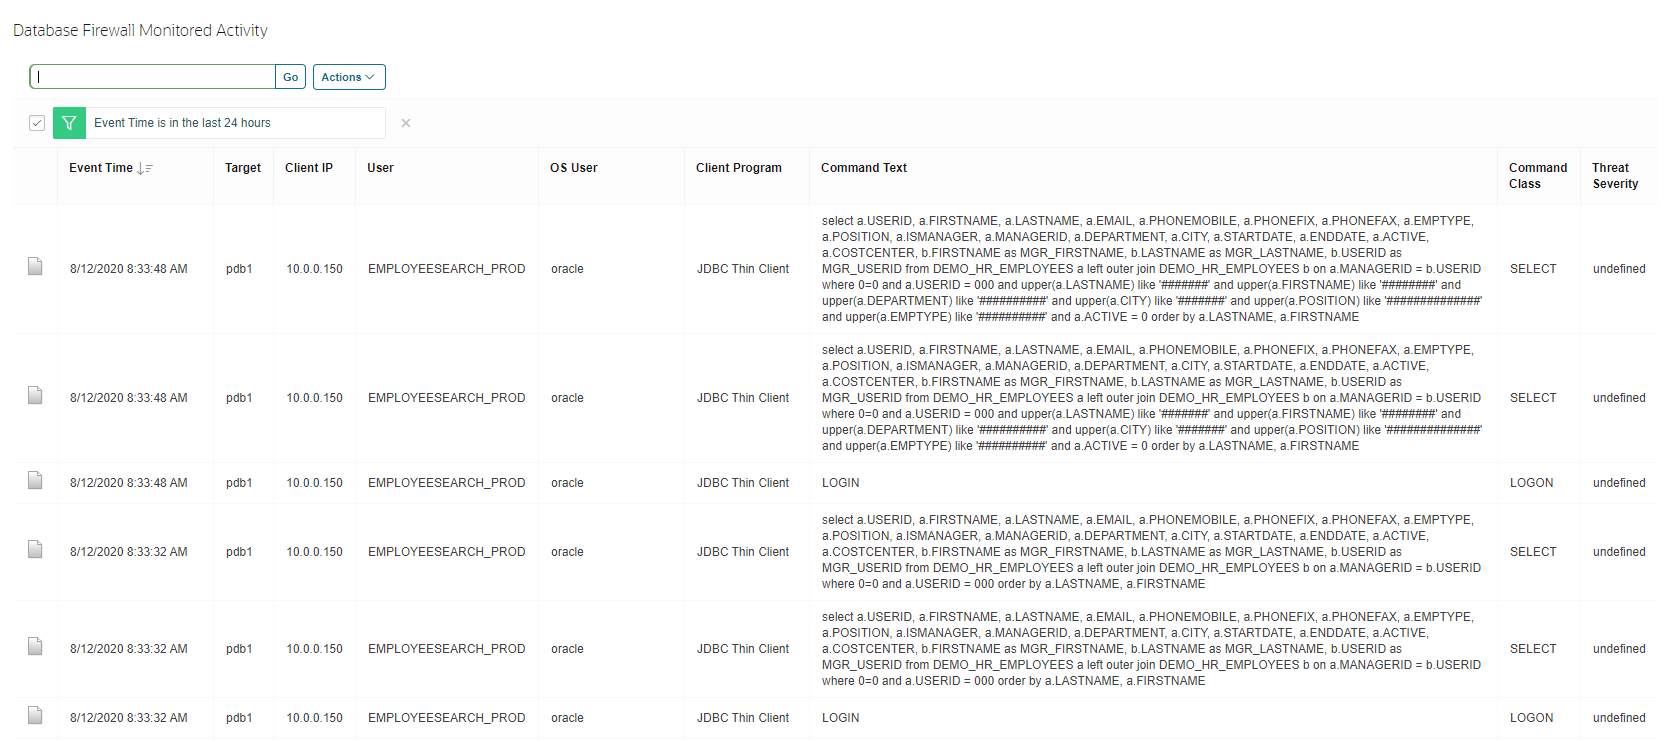 Database Firewall Monitored Activity
Go
Actions
Event Time is in the last 24 hours
Event Time Target Client IP User OS User Client Program Command Text Command Class Threat Severity
select a.USERID, a.FIRSTNAME, a.LASTNAME, a.EMAIL, a.PHONEMOBILE, a.PHONEFIX, a.PHONEFAX, a.EMPTYPE,
a.POSITION, a.ISMANAGER, a.MANAGERID, a.DEPARTMENT, a.CITY, a.STARTDATE, a.ENDDATE, a.ACTIVE,
a.COSTCENTER, b.FIRSTNAME as MGR_FIRSTNAME, b.LASTNAME as MGR_LASTNAME, b.USERID as
8/12/2020 8:33:48 AM pdb1 10.0.0.150 EMPLOYEESEARCH_PROD oracle JDBC Thin Client MGR_USERID from DEMO_HR_EMPLOYEES a left outer join DEMO_HR_EMPLOYEES b on a.MANAGERID = b.USERID SELECT undefined
where 0=0 and a.USERID = 000 and upper(a.LASTNAME) like '#######' and upper(a.FIRSTNAME) like '########' and
upper(a.DEPARTMENT) like '##########' and upper(a.CITY) like '#######' and upper(a.POSITION) like '##############'
and upper(a.EMPTYPE) like '##########' and a.ACTIVE = 0 order by a.LASTNAME, a.FIRSTNAME
select a.USERID, a.FIRSTNAME, a.LASTNAME, a.EMAIL, a.PHONEMOBILE, a.PHONEFIX, a.PHONEFAX, a.EMPTYPE,
a.POSITION, a.ISMANAGER, a.MANAGERID, a.DEPARTMENT, a.CITY, a.STARTDATE, a.ENDDATE, a.ACTIVE,
a.COSTCENTER, b.FIRSTNAME as MGR_FIRSTNAME, b.LASTNAME as MGR_LASTNAME, b.USERID as
8/12/2020 8:33:48 AM pdb1 10.0.0.150 EMPLOYEESEARCH_PROD oracle JDBC Thin Client MGR_USERID from DEMO_HR_EMPLOYEES a left outer join DEMO_HR_EMPLOYEES b on a.MANAGERID = b.USERID SELECT undefined
where 0=0 and a.USERID = 000 and upper(a.LASTNAME) like '#######' and upper(a.FIRSTNAME) like '########' and
upper(a.DEPARTMENT) like '##########' and upper(a.CITY) like '#######' and upper(a.POSITION) like '##############'
and upper(a.EMPTYPE) like '##########' and a.ACTIVE = 0 order by a.LASTNAME, a.FIRSTNAME
8/12/2020 8:33:48 AM pdb1 10.0.0.150 EMPLOYEESEARCH_PROD oracle JDBC Thin Client LOGIN LOGON undefined
select a.USERID, a.FIRSTNAME, a.LASTNAME, a.EMAIL, a.PHONEMOBILE, a.PHONEFIX, a.PHONEFAX, a.EMPTYPE,
a.POSITION, a.ISMANAGER, a.MANAGERID, a.DEPARTMENT, a.CITY, a.STARTDATE, a.ENDDATE, a.ACTIVE,
8/12/2020 8:33:32 AM pdb1 10.0.0.150 EMPLOYEESEARCH_PROD oracle JDBC Thin Client a.COSTCENTER, b.FIRSTNAME as MGR_FIRSTNAME, b.LASTNAME as MGR_LASTNAME, b.USERID as SELECT undefined
MGR_USERID from DEMO_HR_EMPLOYEES a left outer join DEMO_HR_EMPLOYEES b on a.MANAGERID = b.USERID
where 0=0 and a.USERID = 000 order by a.LASTNAME, a.FIRSTNAME
select a.USERID, a.FIRSTNAME, a.LASTNAME, a.EMAIL, a.PHONEMOBILE, a.PHONEFIX, a.PHONEFAX, a.EMPTYPE,
a.POSITION, a.ISMANAGER, a.MANAGERID, a.DEPARTMENT, a.CITY, a.STARTDATE, a.ENDDATE, a.ACTIVE,
8/12/2020 8:33:32 AM pdb1 10.0.0.150 EMPLOYEESEARCH_PROD oracle JDBC Thin Client a.COSTCENTER, b.FIRSTNAME as MGR_FIRSTNAME, b.LASTNAME as MGR_LASTNAME, b.USERID as SELECT undefined
MGR_USERID from DEMO_HR_EMPLOYEES a left outer join DEMO_HR_EMPLOYEES b on a.MANAGERID = b.USERID
where 0=0 and a.USERID = 000 order by a.LASTNAME, a.FIRSTNAME
8/12/2020 8:33:32 AM pdb1 10.0.0.150 EMPLOYEESEARCH_PROD oracle JDBC Thin Client LOGIN LOGON undefined